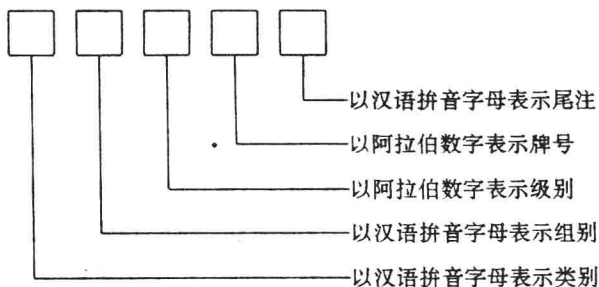 以汉语拼音字母表示尾注
以阿拉伯数字表示牌号
以阿拉伯数字表示级别
以汉语拼音字母表示组别
以汉语拼音字母表示类别